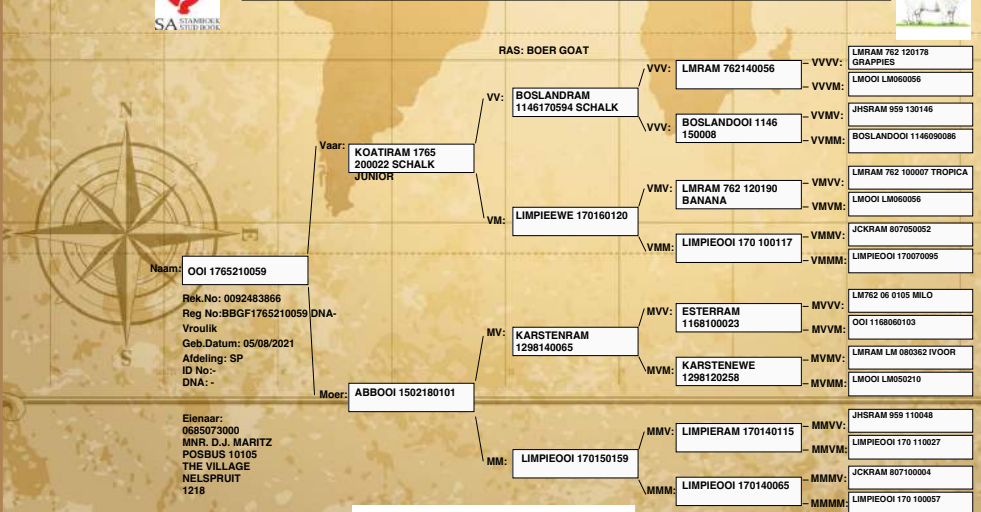 SA STAMBOEK
STUD BOOK
RAS: BOER GOAT
N
E
S
Naam: OOI 1765210059
Rek.No: 0092483866
Reg No:BBGF1765210059 DNA-
Vroulik
Geb.Datum: 05/08/2021
Afdeling: SP
ID No:-
DNA: -
Eienaar:
0685073000
MNR. D.J. MARITZ
POSBUS 10105
THE VILLAGE
NELSPRUIT
1218
Vaar: KOATIRAM 1765
200022 SCHALK
JUNIOR
Moer: ABBOOI 1502180101
VV: BOSLANDRAM
1146170594 SCHALK
VM: LIMPIEEWE 170160120
MV: KARSTENRAM
1298140065
MM: LIMPIEOOI 170150159
VVV: LMRAM 762140056
VVV: BOSLANDOOI 1146
150008
VMV: LMRAM 762 120190
BANANA
VMM: LIMPIEOOI 170 100117
MVV: ESTERRAM
1168100023
MVM: KARSTENEWE
1298120258
MMV: LIMPIERAM 170140115
MMM: LIMPIEOOI 170140065
VVVV: LMRAM 762 120178
GRAPPIES
VVVM: LMOOI LM060056
VVMV: JHSRAM 959 130146
VVMM: BOSLANDOOI 1146090086
VMVV: LMRAM 762 100007 TROPICA
VMVM: LMOOI LM060056
VMMV: JCKRAM 807050052
VMMM: LIMPIEOOI 170070095
MVVV: LM762 06 0105 MILO
MVVM: OOI 1168060103
MVMV: LMRAM LM 080362 IVOOR
MVMM: LMOOI LM050210
MMVV: JHSRAM 959 110048
MMVM: LIMPIEOOI 170 110027
MMMV: JCKRAM 807100004
MMMM: LIMPIEOOI 170 100057